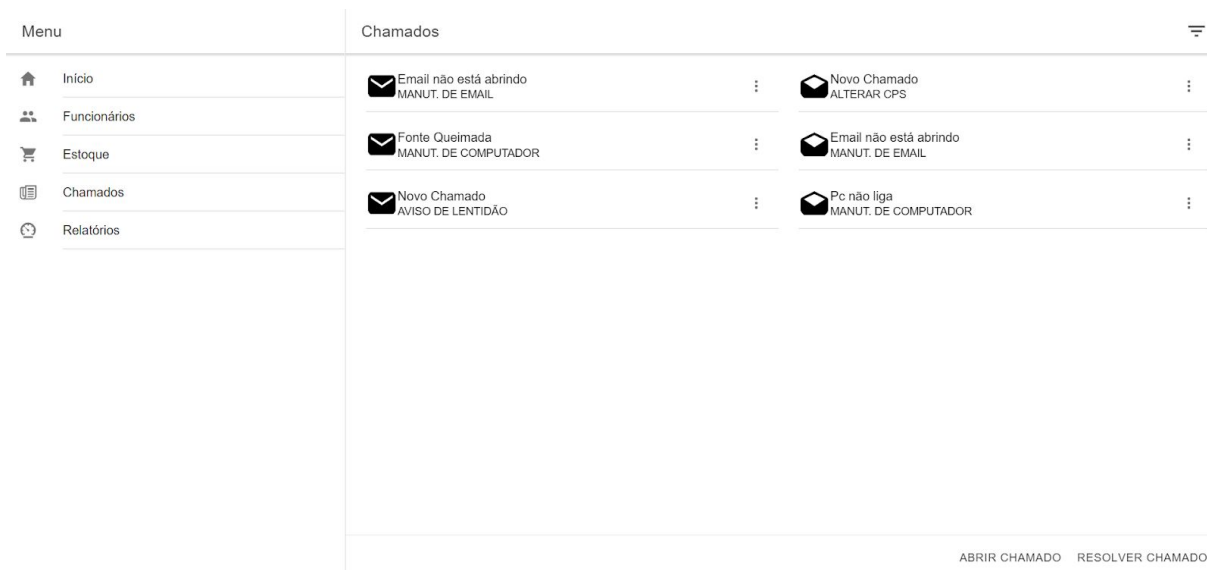 Menu
Início
Funcionários
Estoque
Chamados
Relatórios
Chamados
Email não está abrindo
MANUT. DE EMAIL
Fonte Queimada
MANUT. DE COMPUTADOR
Novo Chamado
AVISO DE LENTIDÃO
Novo Chamado
ALTERAR CPS
Email não está abrindo
MANUT. DE EMAIL
Pc não liga
MANUT. DE COMPUTADOR
ABRIR CHAMADO RESOLVER CHAMADO